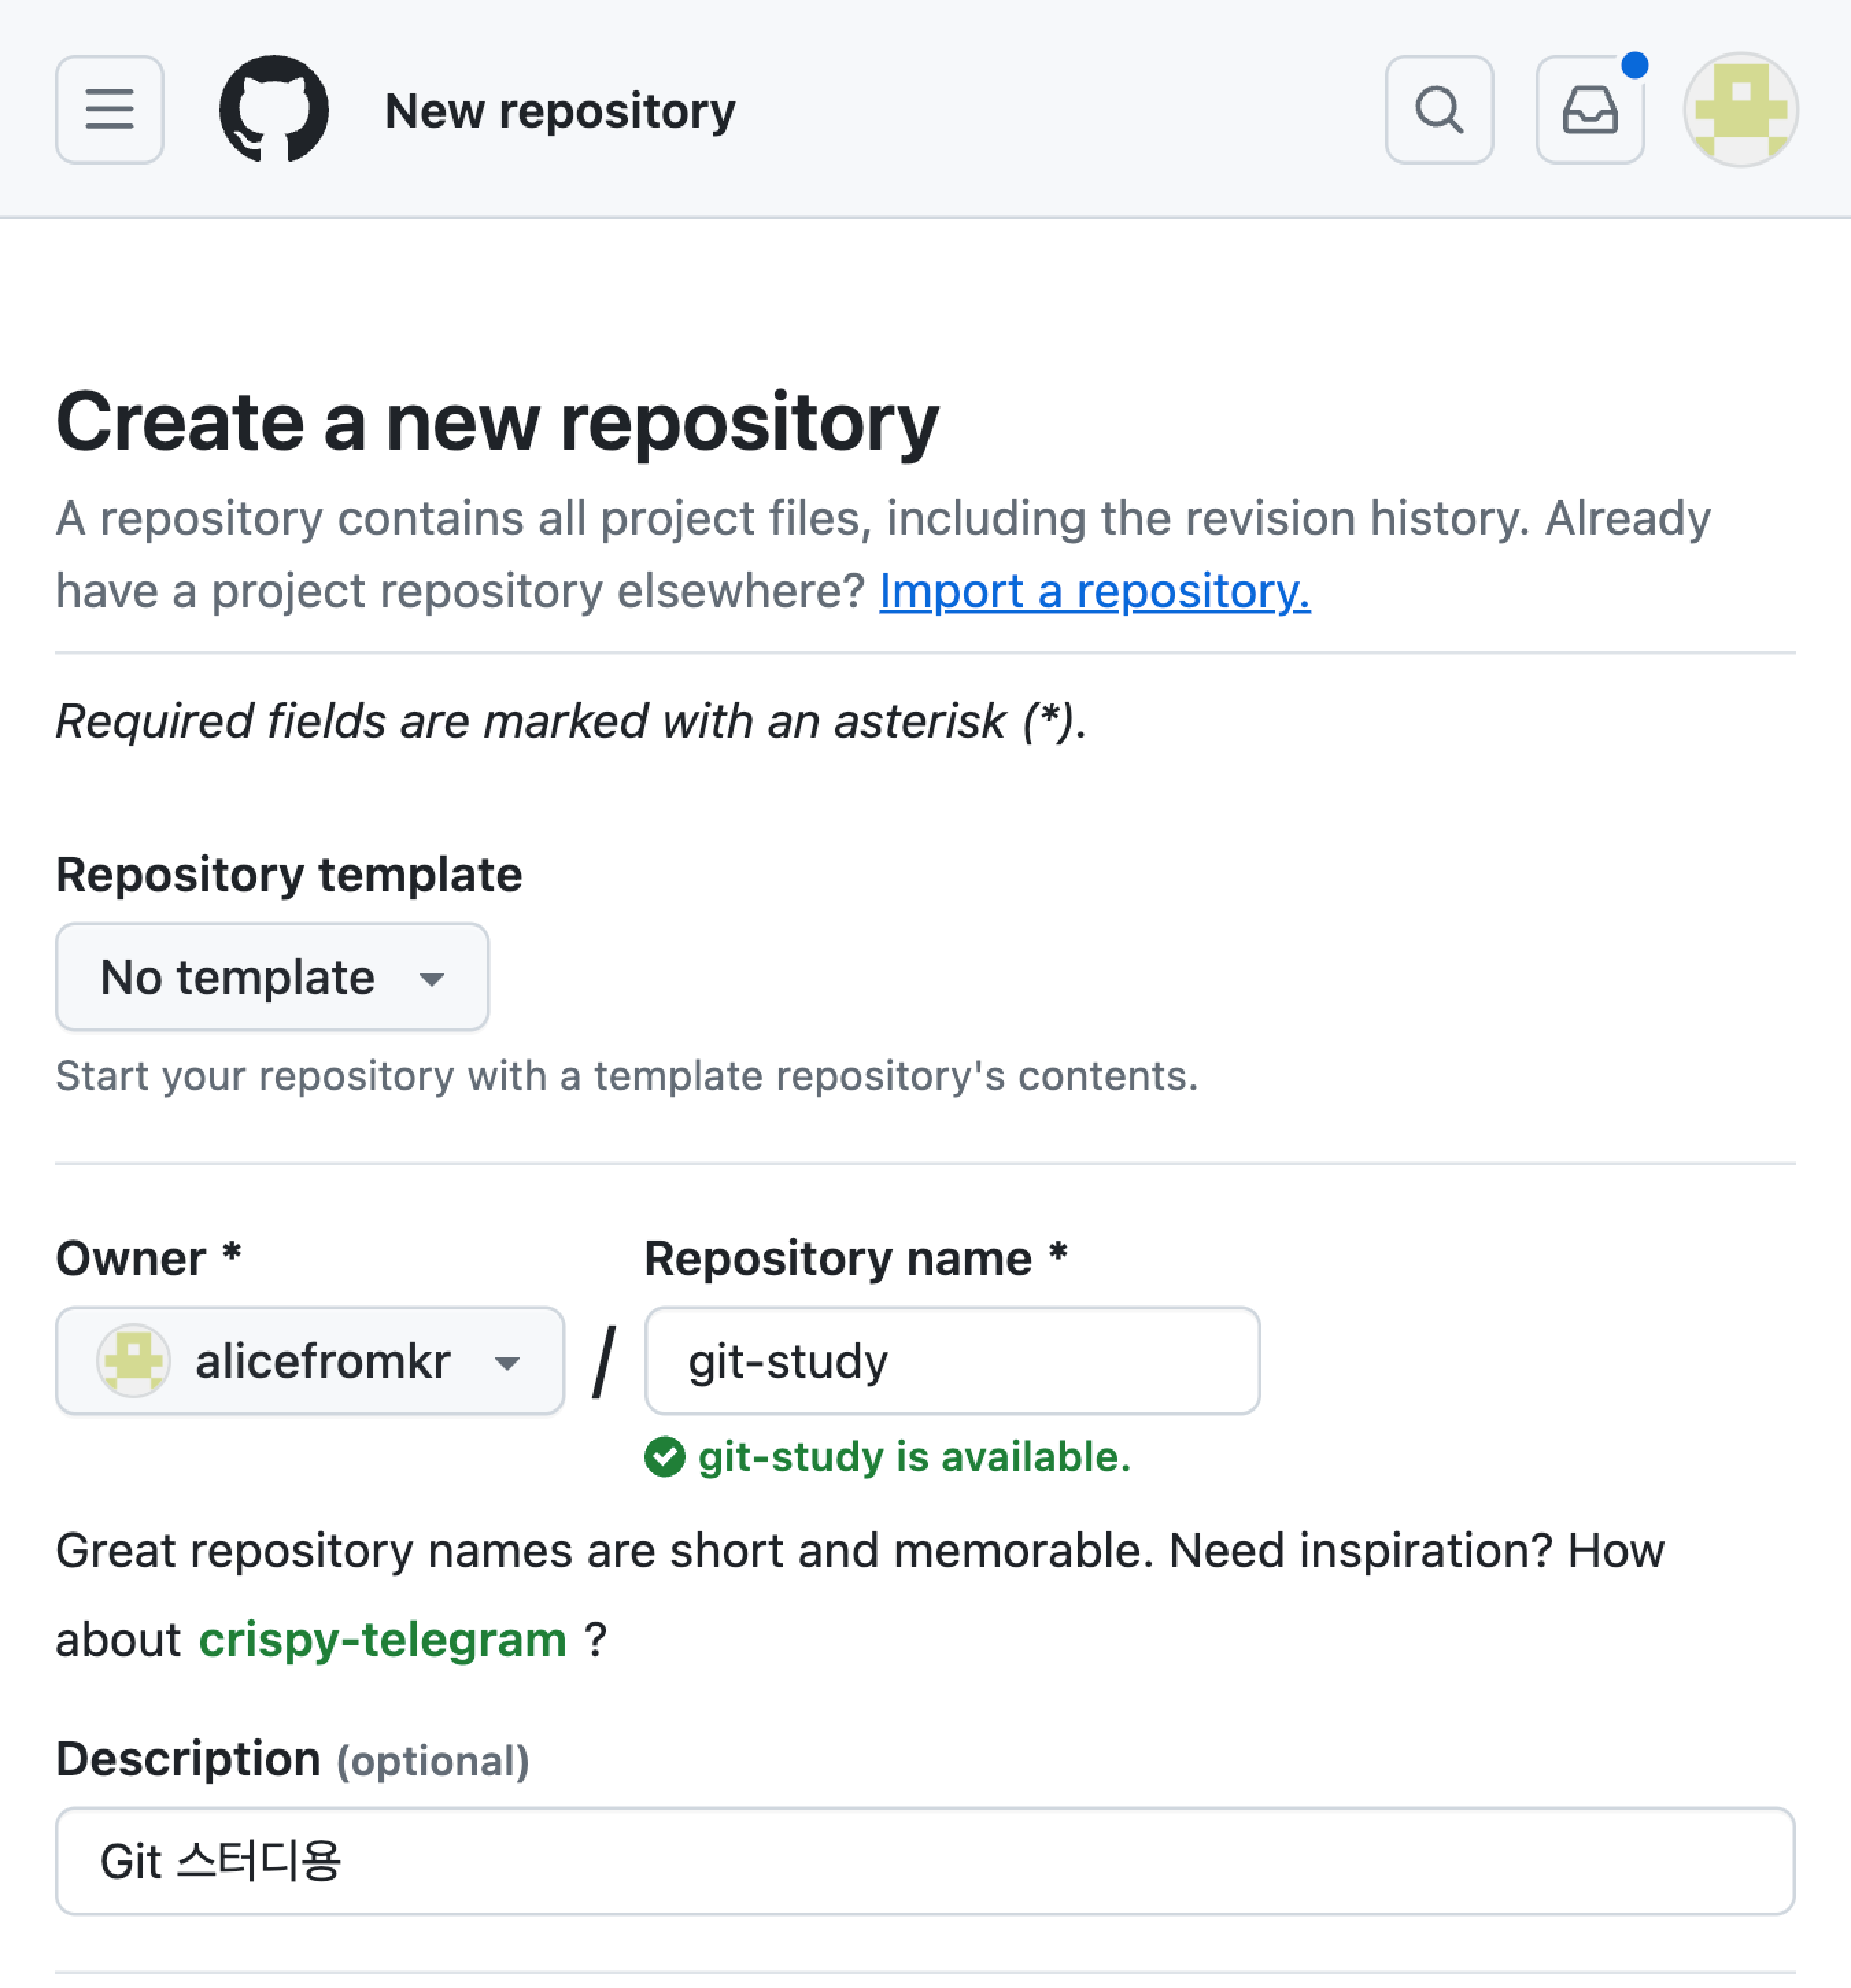 New repository
Create a new repository
A repository contains all project files, including the revision history. Already
have a project repository elsewhere? Import a repository.
Required fields are marked with an asterisk (*).
Repository template
No template
Start your repository with a template repository's contents.
Owner * Repository name *
alicefromkr / git-study
git-study is available.
Great repository names are short and memorable. Need inspiration? How
about crispy-telegram ?
Description (optional)
Git 스터디용